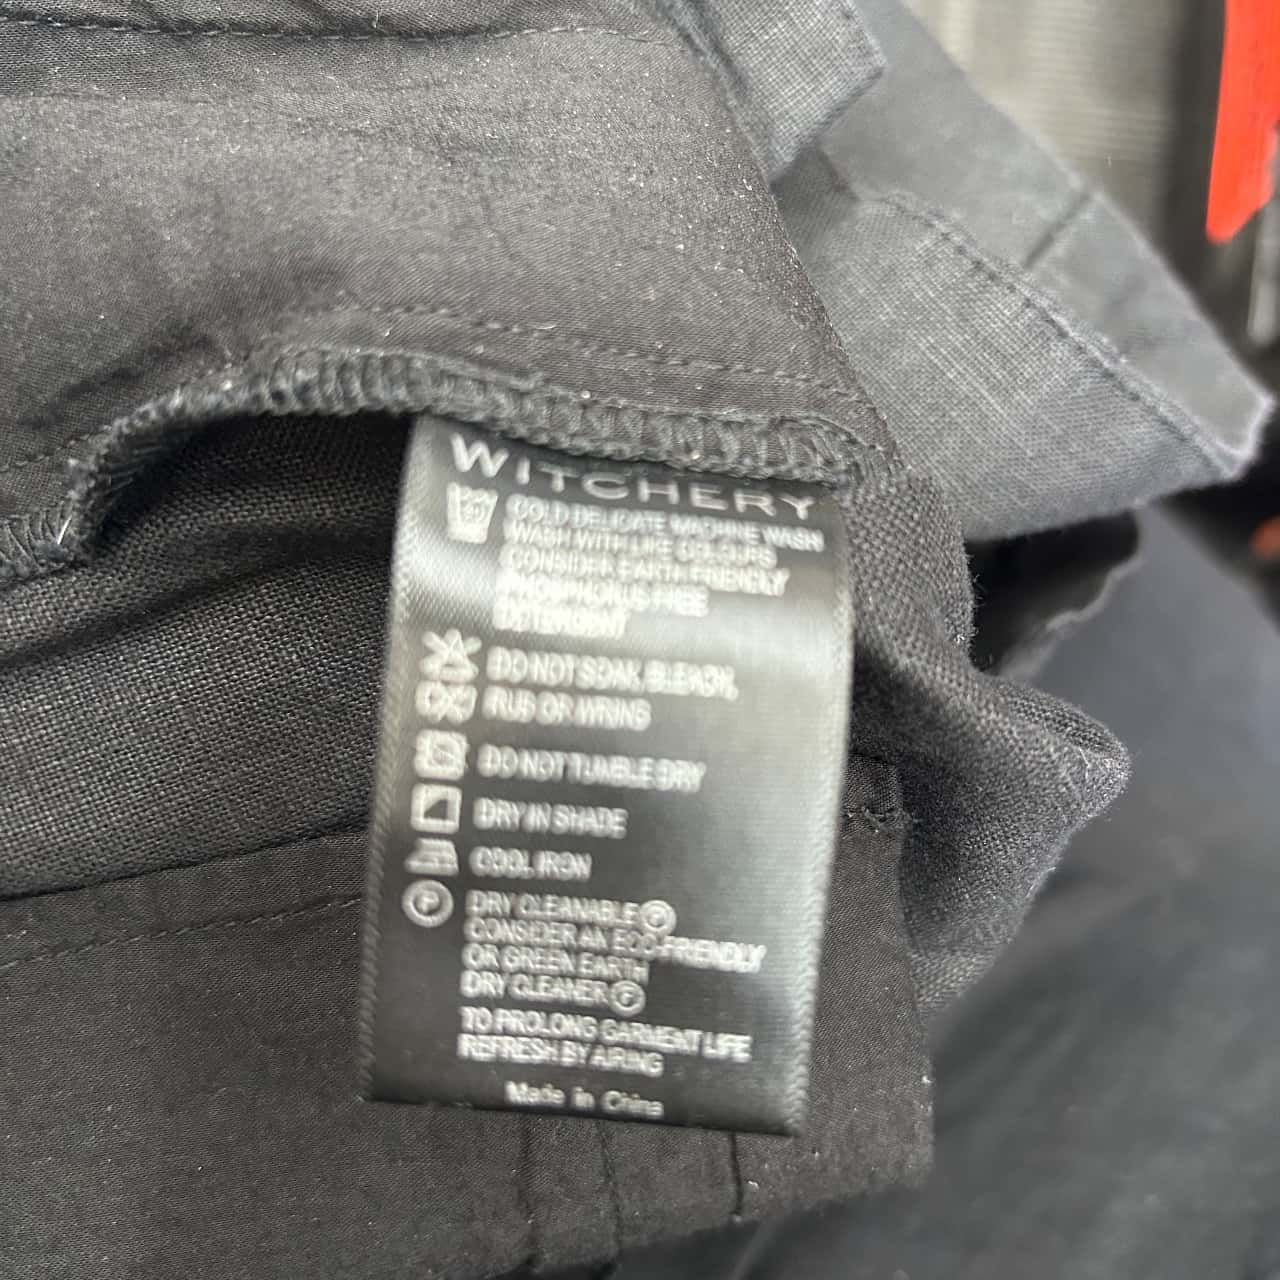 WITCHERY
COLD DELICATE MACHINE WASH
WASH WITH LIKE COLOURS
CONSIDER EARTH FRIENDLY
PHOSPHORUS FREE
DETERGENT
DO NOT SOAK, BLEACH,
RUB OR WRING
DO NOT TUMBLE DRY
DRY IN SHADE
COOL IRON
P DRY CLEANABLE P
CONSIDER AN ECO-FRIENDLY
OR GREEN EARTH
DRY CLEANER P
TO PROLONG GARMENT LIFE
REFRESH BY AIRING
Made in China